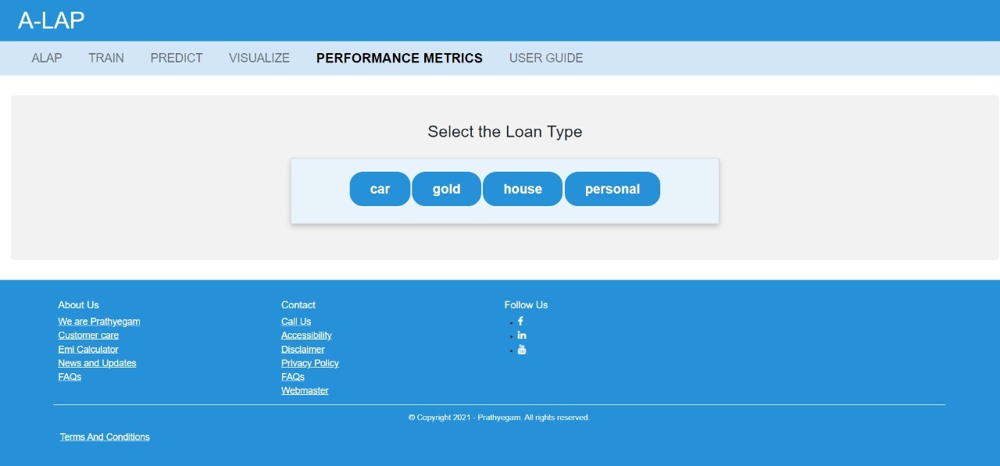 A-LAP
ALAP TRAIN PREDICT VISUALIZE PERFORMANCE METRICS USER GUIDE
Select the Loan Type
car gold house personal
About Us
We are Prathyegam
Customer care
Emi Calculator
News and Updates
FAQs
Contact
Call Us
Accessibility
Disclaimer
Privacy Policy
FAQs
Webmaster
Follow Us
© Copyright 2021 - Prathyegam. All rights reserved.
Terms And Conditions